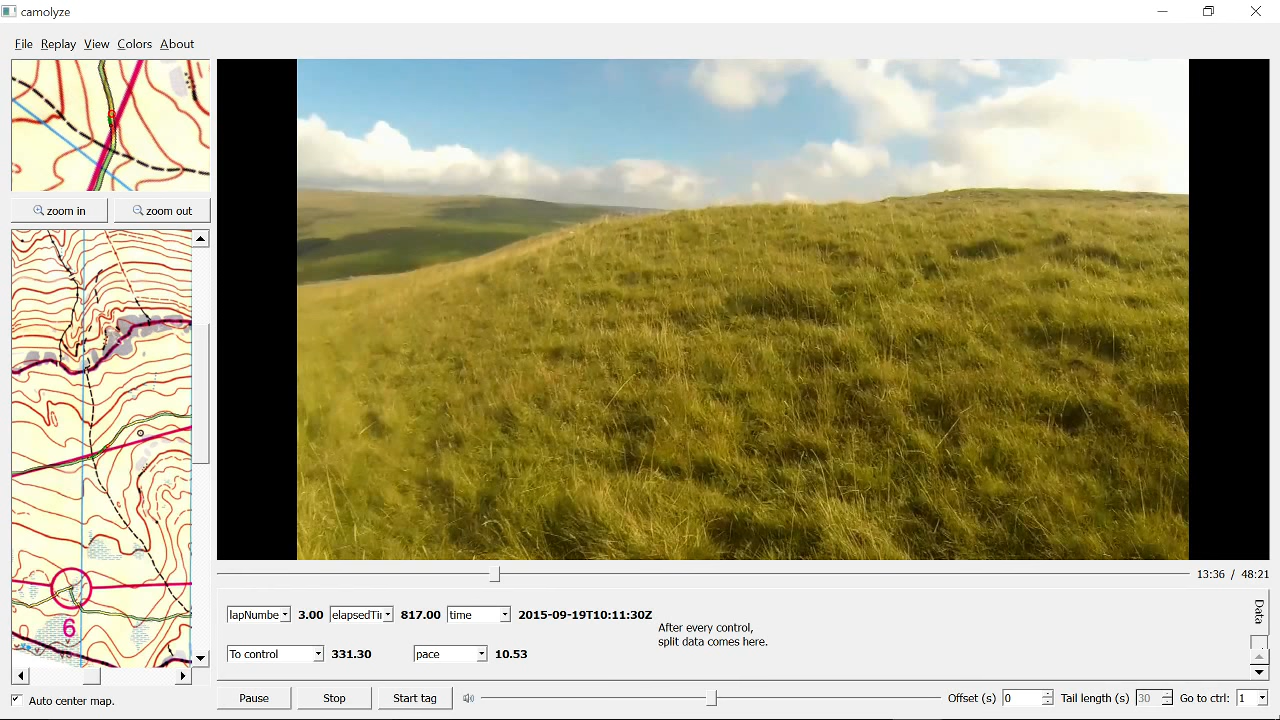 camolyze
File Replay View Colors About
zoom in zoom out
6
13:36 / 48:21
lapNumbe 3.00 elapsedTi 817.00 time 2015-09-19T10:11:30Z
After every control,
split data comes here.
To control 331.30 pace 10.53
Data
Auto center map.
Pause Stop Start tag Offset (s) 0 Tail length (s) 30 Go to ctrl: 1